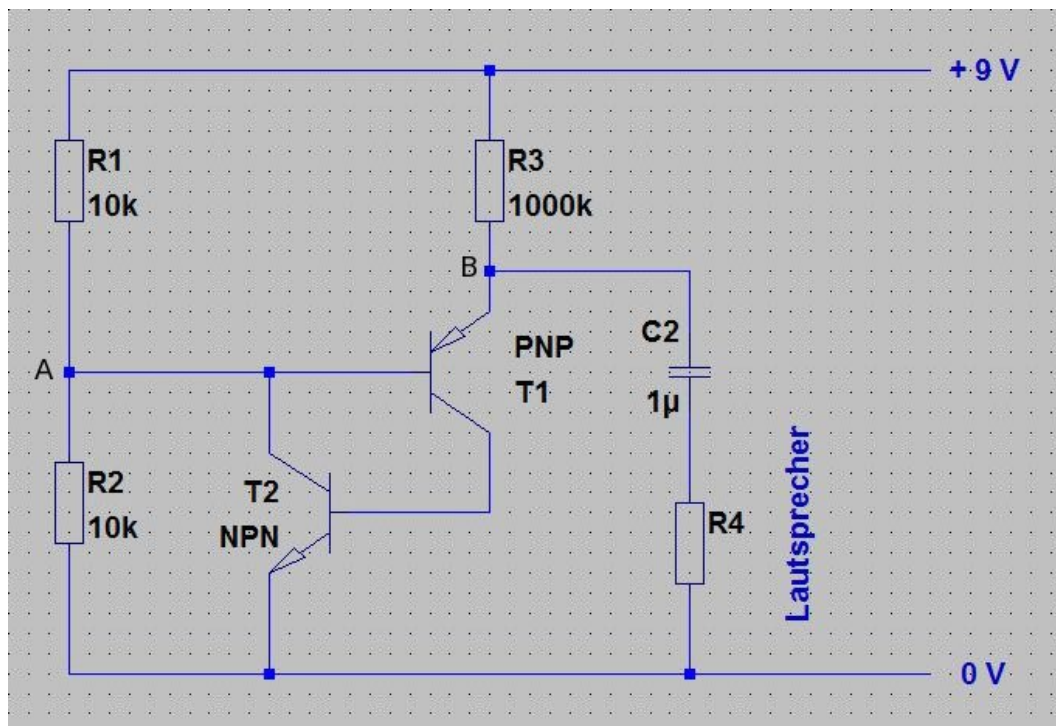 + 9 V
R1
10k
R3
1000k
B
A
C2
1µ
PNP
T1
R2
10k
T2
NPN
R4
Lautsprecher
0 V